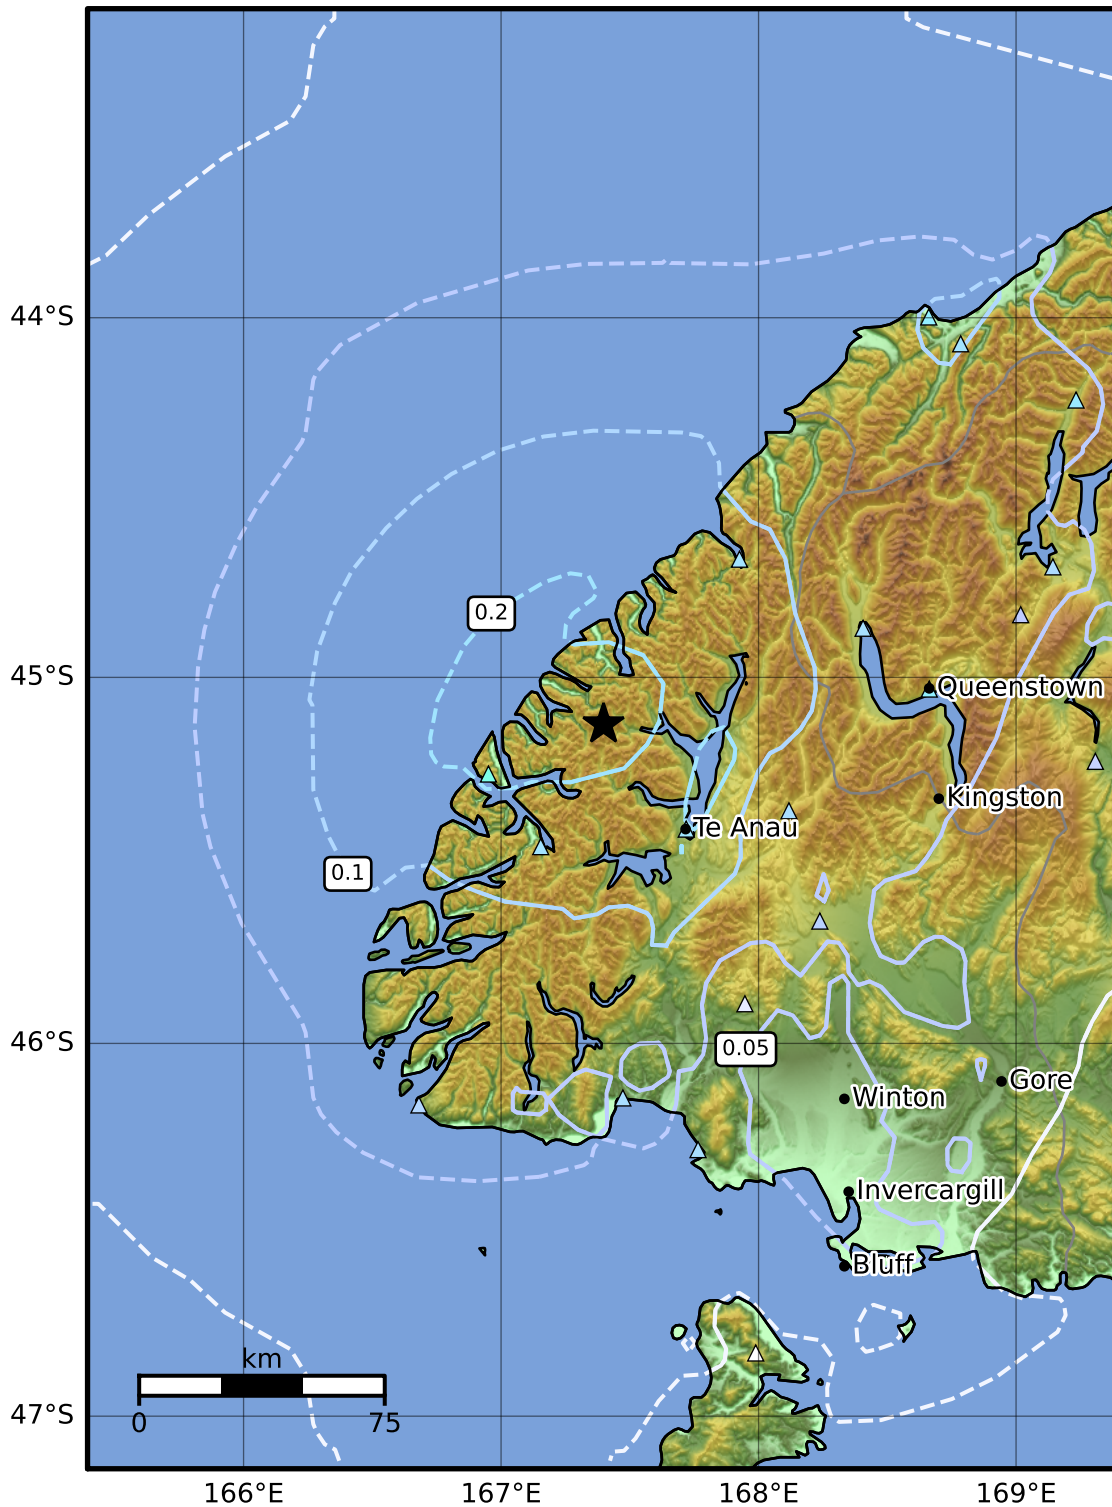 44°S
0.2
45°S
Queenstown
Kingston
Te Anau
0.1
46°S
0.05
Gore
Winton
Invercargill
Bluff
km
0
75
47°S
166°E
167°E
168°E
169°E